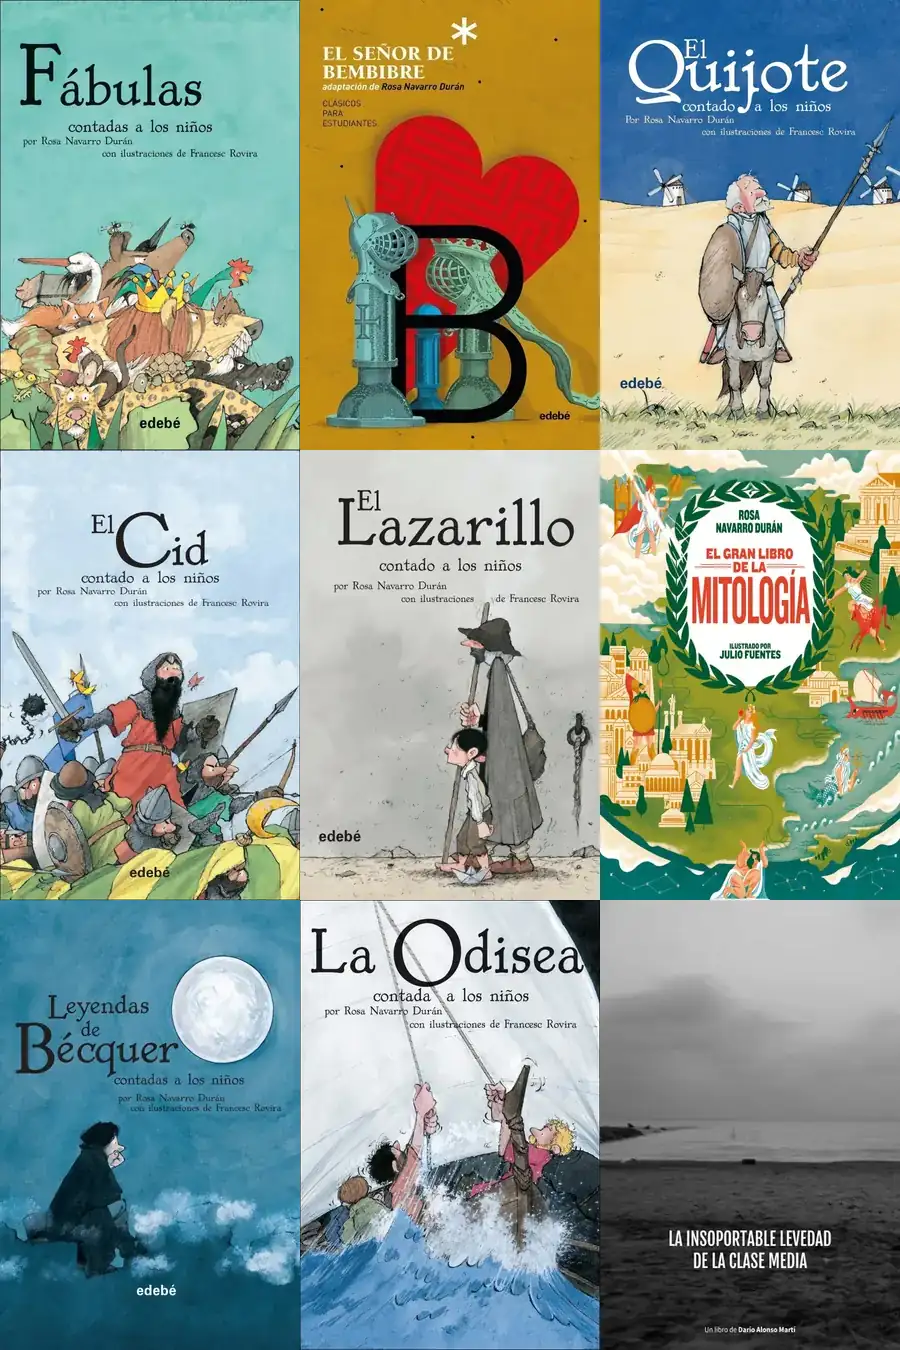 Fábulas
contadas a los niños
por Rosa Navarro Durán
con ilustraciones de Francesc Rovira
edebé
*
EL SEÑOR DE
BEMBIBRE
adaptación de Rosa Navarro Durán
CLÁSICOS
PARA
ESTUDIANTES
B
edebé
El
Quijote
contado a los niños
Por Rosa Navarro Durán
con ilustraciones de Francesc Rovira
edebé
El
Cid
contado a los niños
por Rosa Navarro Durán
con ilustraciones de Francesc Rovira
edebé
El
Lazarillo
contado a los niños
por Rosa Navarro Durán
con ilustraciones de Francesc Rovira
edebé
ROSA
NAVARRO DURÁN
EL GRAN LIBRO
DE LA
MITOLOGÍA
ILUSTRADO POR
JULIO FUENTES
Leyendas
de
Bécquer
contadas a los niños
por Rosa Navarro Durán
con ilustraciones de Francesc Rovira
edebé
La Odisea
contada a los niños
por Rosa Navarro Durán
con ilustraciones de Francesc Rovira
LA INSOPORTABLE LEVEDAD
DE LA CLASE MEDIA
Un libro de Darío Alonso Martí